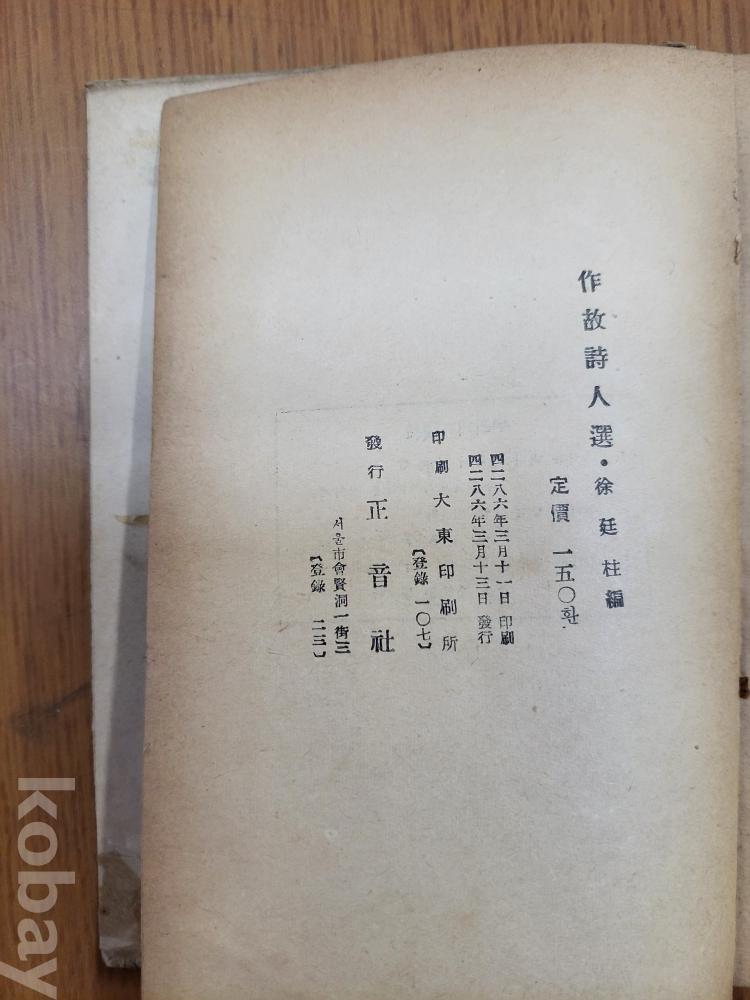 作故詩人選・徐廷柱編
定價 一五〇환
四二八六年三月十一日 印刷
四二八六年三月十三日 發行
印刷 大東印刷所
【登錄 一〇七】
發行 正音社
서울市會賢洞一街三
【登錄 二三】
kobay